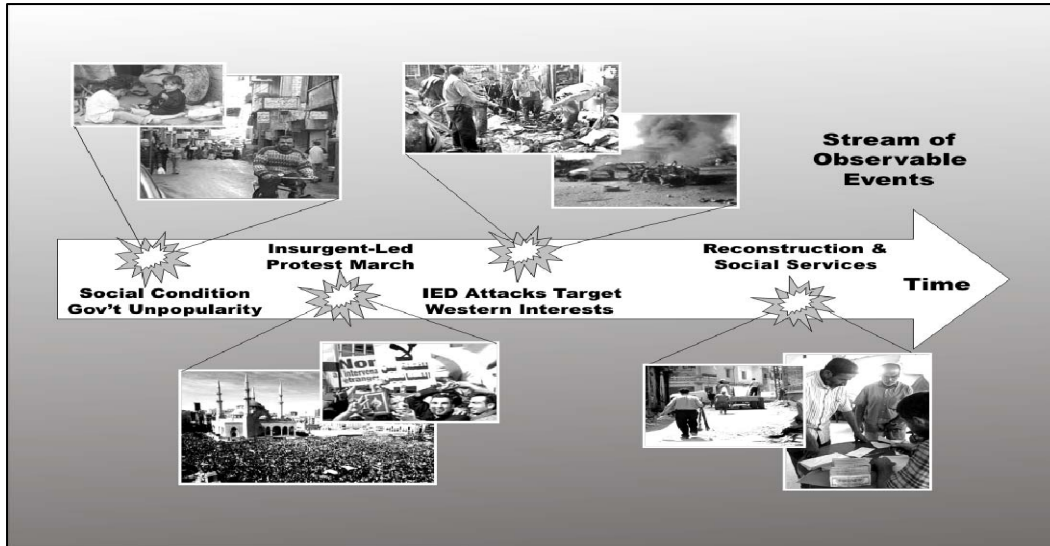 Stream of
Observable
Events
Insurgent-Led
Protest March
Reconstruction &
Social Services
Time
Social Condition
Gov't Unpopularity
IED Attacks Target
Western Interests
Nor